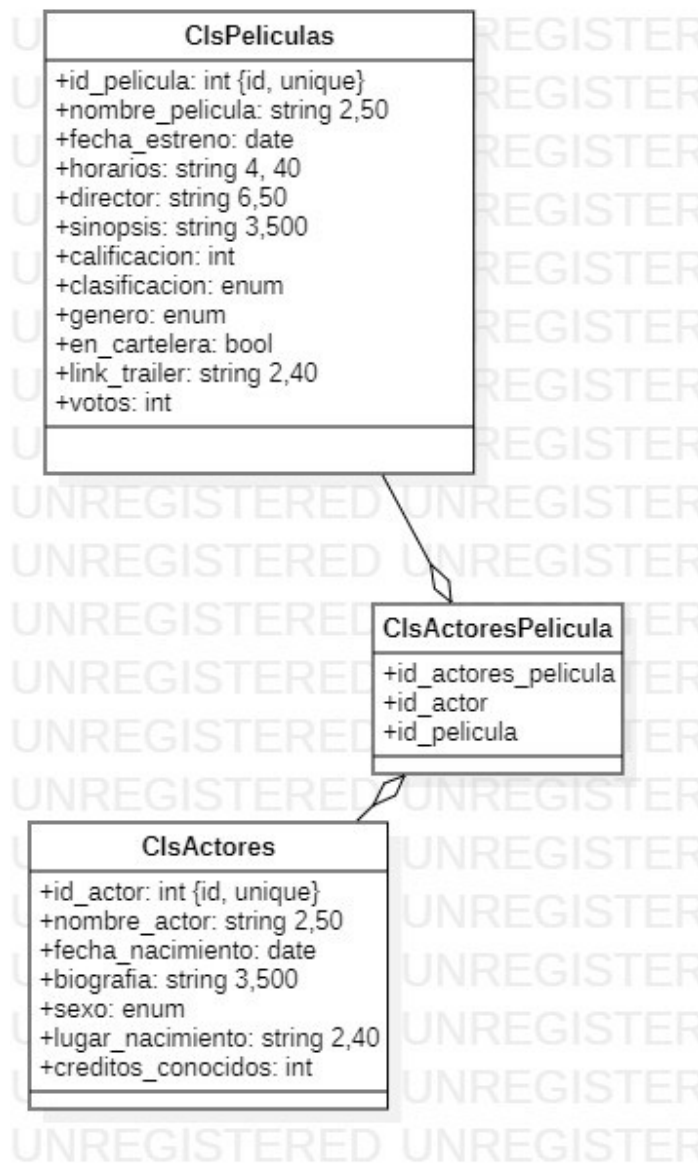 ClsPeliculas
+id_pelicula: int {id, unique}
+nombre_pelicula: string 2,50
+fecha_estreno: date
+horarios: string 4, 40
+director: string 6,50
+sinopsis: string 3,500
+calificacion: int
+clasificacion: enum
+genero: enum
+en_cartelera: bool
+link_trailer: string 2,40
+votos: int
ClsActoresPelicula
+id_actores_pelicula
+id_actor
+id_pelicula
ClsActores
+id_actor: int {id, unique}
+nombre_actor: string 2,50
+fecha_nacimiento: date
+biografia: string 3,500
+sexo: enum
+lugar_nacimiento: string 2,40
+creditos_conocidos: int
UNREGISTERED UNREGISTER